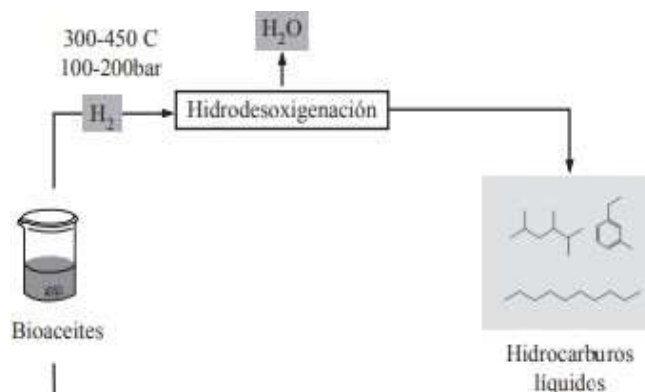 300-450 C
100-200bar
H₂O
H₂
Hidrodesoxigenación
Bioaceites
Hidrocarburos
líquidos